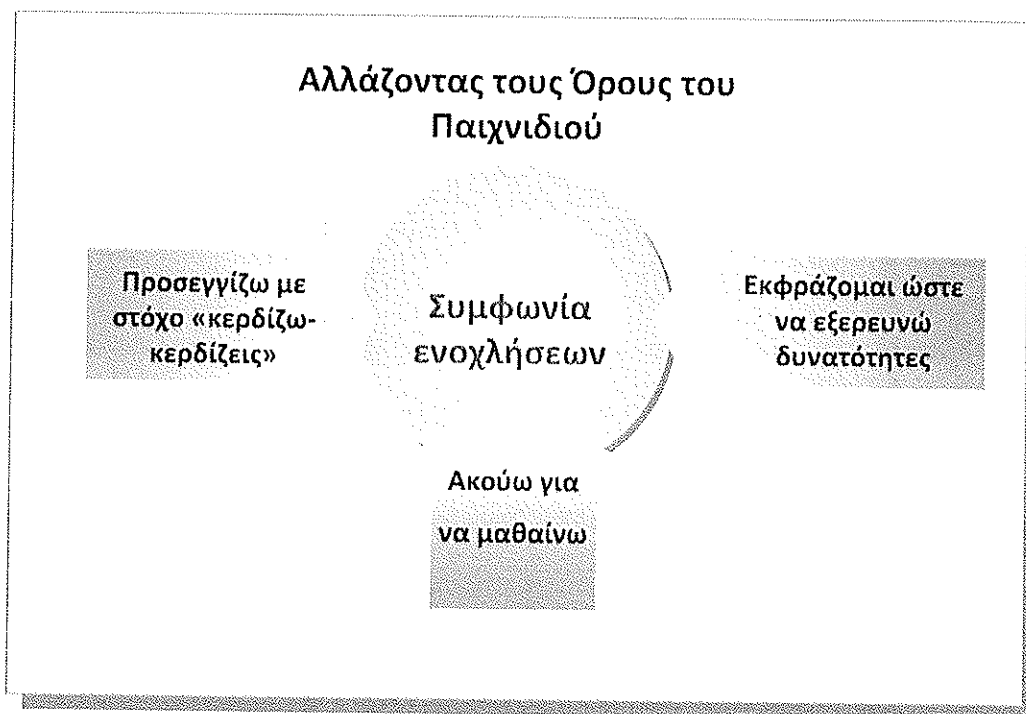 Αλλάζοντας τους Όρους του
Παιχνιδιού
Προσεγγίζω με
στόχο «κερδίζω-
κερδίζεις»
Συμφωνία
ενοχλήσεων
Εκφράζομαι ώστε
να εξερευνώ
δυνατότητες
Ακούω για
να μαθαίνω